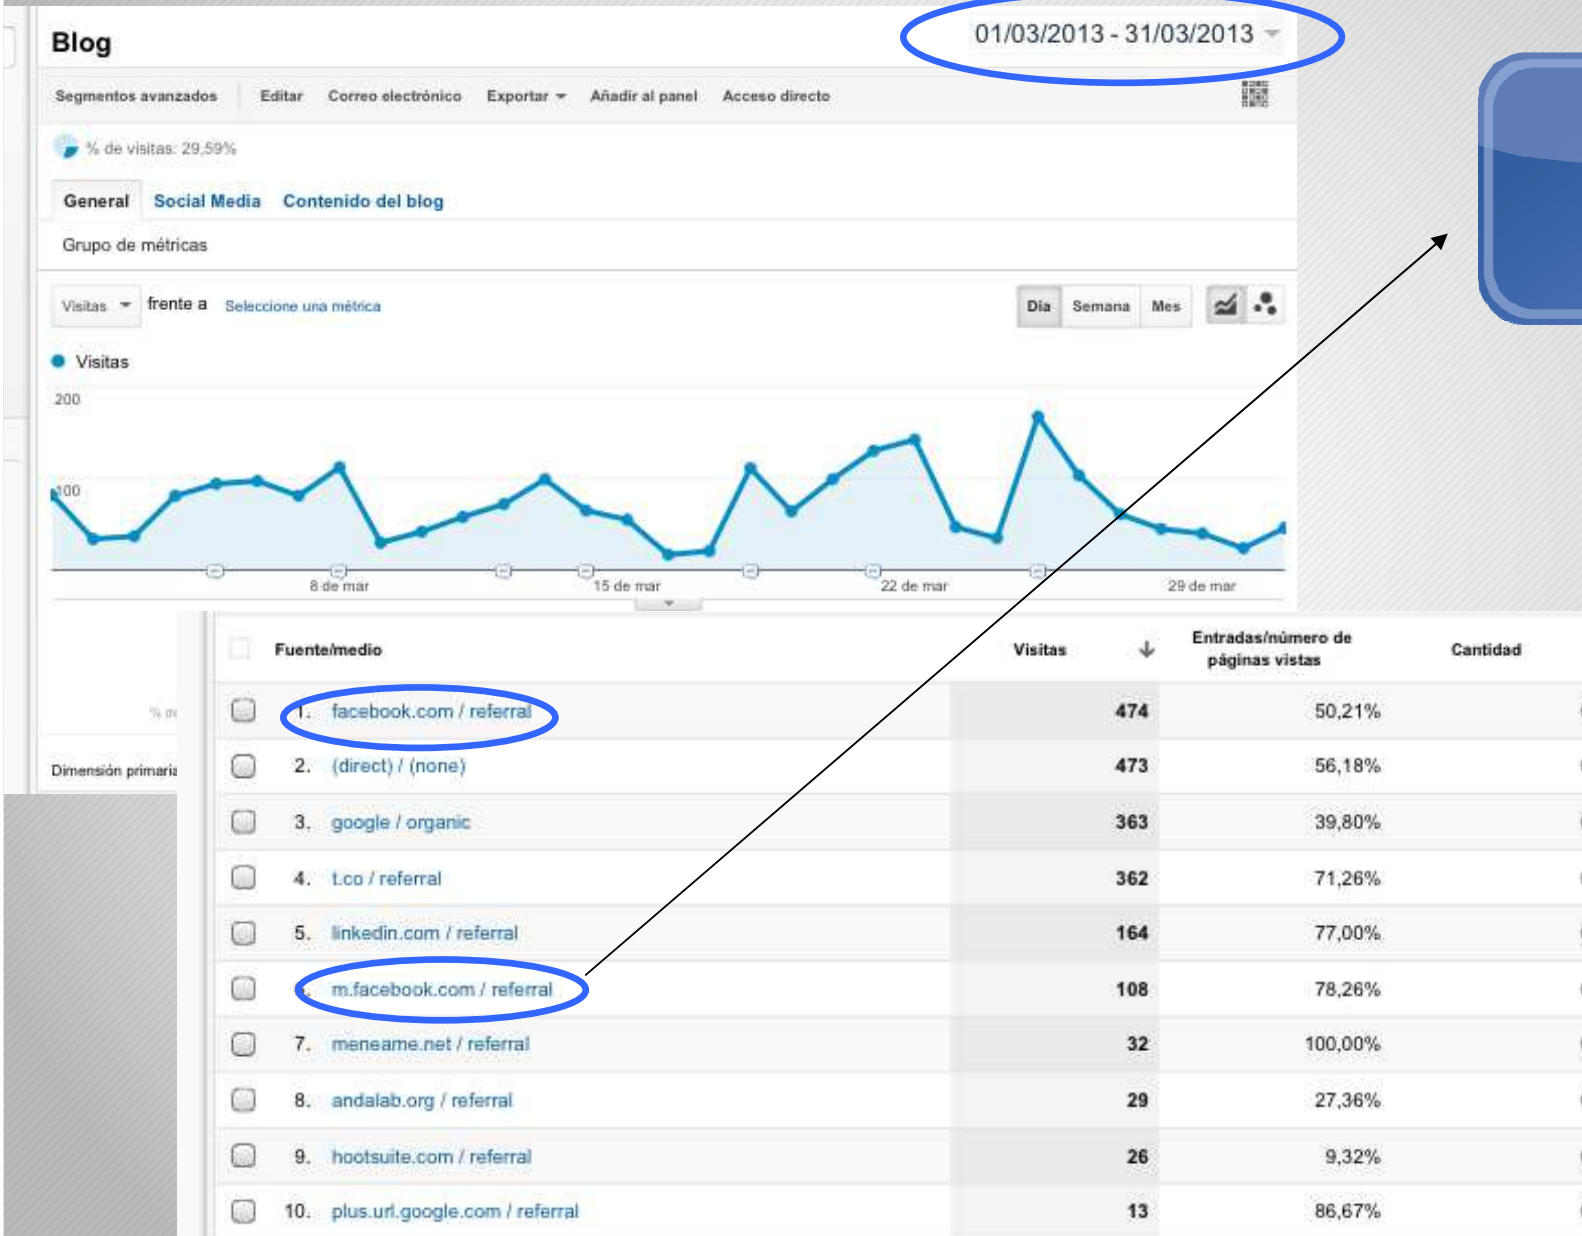 Blog
01/03/2013 - 31/03/2013
Segmentos avanzados Editar Correo electrónico Exportar Añadir al panel Acceso directo
% de visitas: 29,59%
General Social Media Contenido del blog
Grupo de métricas
Visitas frente a Seleccione una métrica
Día Semana Mes
Visitas
200
100
8 de mar 15 de mar 22 de mar 29 de mar
Fuente/medio Visitas Entradas/número de páginas vistas Cantidad
1. facebook.com / referral 474 50,21%
% de
2. (direct) / (none) 473 56,18%
Dimensión primaria
3. google / organic 363 39,80%
4. t.co / referral 362 71,26%
5. linkedin.com / referral 164 77,00%
m.facebook.com / referral 108 78,26%
7. meneame.net / referral 32 100,00%
8. andalab.org / referral 29 27,36%
9. hootsuite.com / referral 26 9,32%
10. plus.url.google.com / referral 13 86,67%